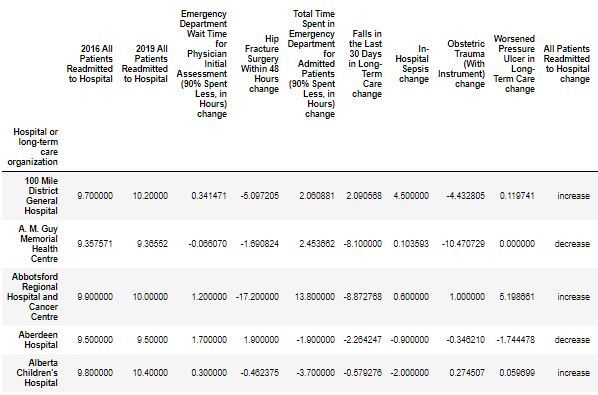 2016 All
Patients
Readmitted
to Hospital
2019 All
Patients
Readmitted
to Hospital
Emergency
Department
Wait Time
for
Physician
Initial
Assessment
(90% Spent
Less, in
Hours)
change
Hip
Fracture
Surgery
Within 48
Hours
change
Total Time
Spent in
Emergency
Department
for
Admitted
Patients
(90% Spent
Less, in
Hours)
change
Falls in
the Last
30 Days
in Long-
Term
Care
change
In-
Hospital
Sepsis
change
Obstetric
Trauma
(With
Instrument)
change
Worsened
Pressure
Ulcer in
Long-
Term Care
change
All Patients
Readmitted
to Hospital
change
Hospital or
long-term
care
organization
100 Mile
District
General
Hospital
9.700000 10.20000 0.341471 -5.097205 2.060881 2.090568 4.500000 -4.432805 0.119741 increase
A. M. Guy
Memorial
Health
Centre
9.357571 9.36552 -0.066070 -1.690824 2.453662 -8.100000 0.103593 -10.470729 0.000000 decrease
Abbotsford
Regional
Hospital and
Cancer
Centre
9.900000 10.00000 1.200000 -17.200000 13.800000 -8.872768 0.600000 1.000000 5.198661 increase
Aberdeen
Hospital
9.500000 9.50000 1.700000 1.900000 -1.900000 -2.264247 -0.900000 -0.346210 -1.744478 decrease
Alberta
Children's
Hospital
9.800000 10.40000 0.300000 -0.462375 -3.700000 -0.579276 -2.000000 0.274507 0.059699 increase